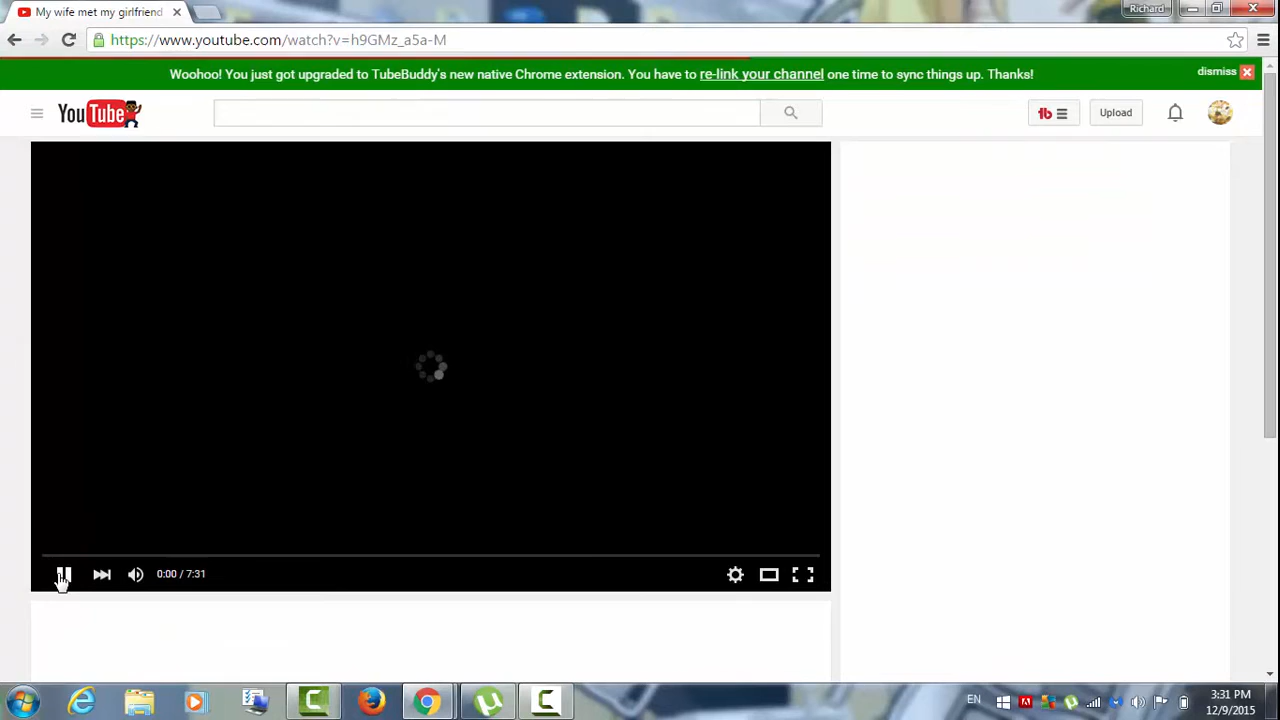 My wife met my girlfriend
Richard
https://www.youtube.com/watch?v=h9GMz_a5a-M
Woohoo! You just got upgraded to TubeBuddy's new native Chrome extension. You have to re-link your channel one time to sync things up. Thanks!
dismiss
YouTube
tb
Upload
0:00 / 7:31
EN
3:31 PM
12/9/2015